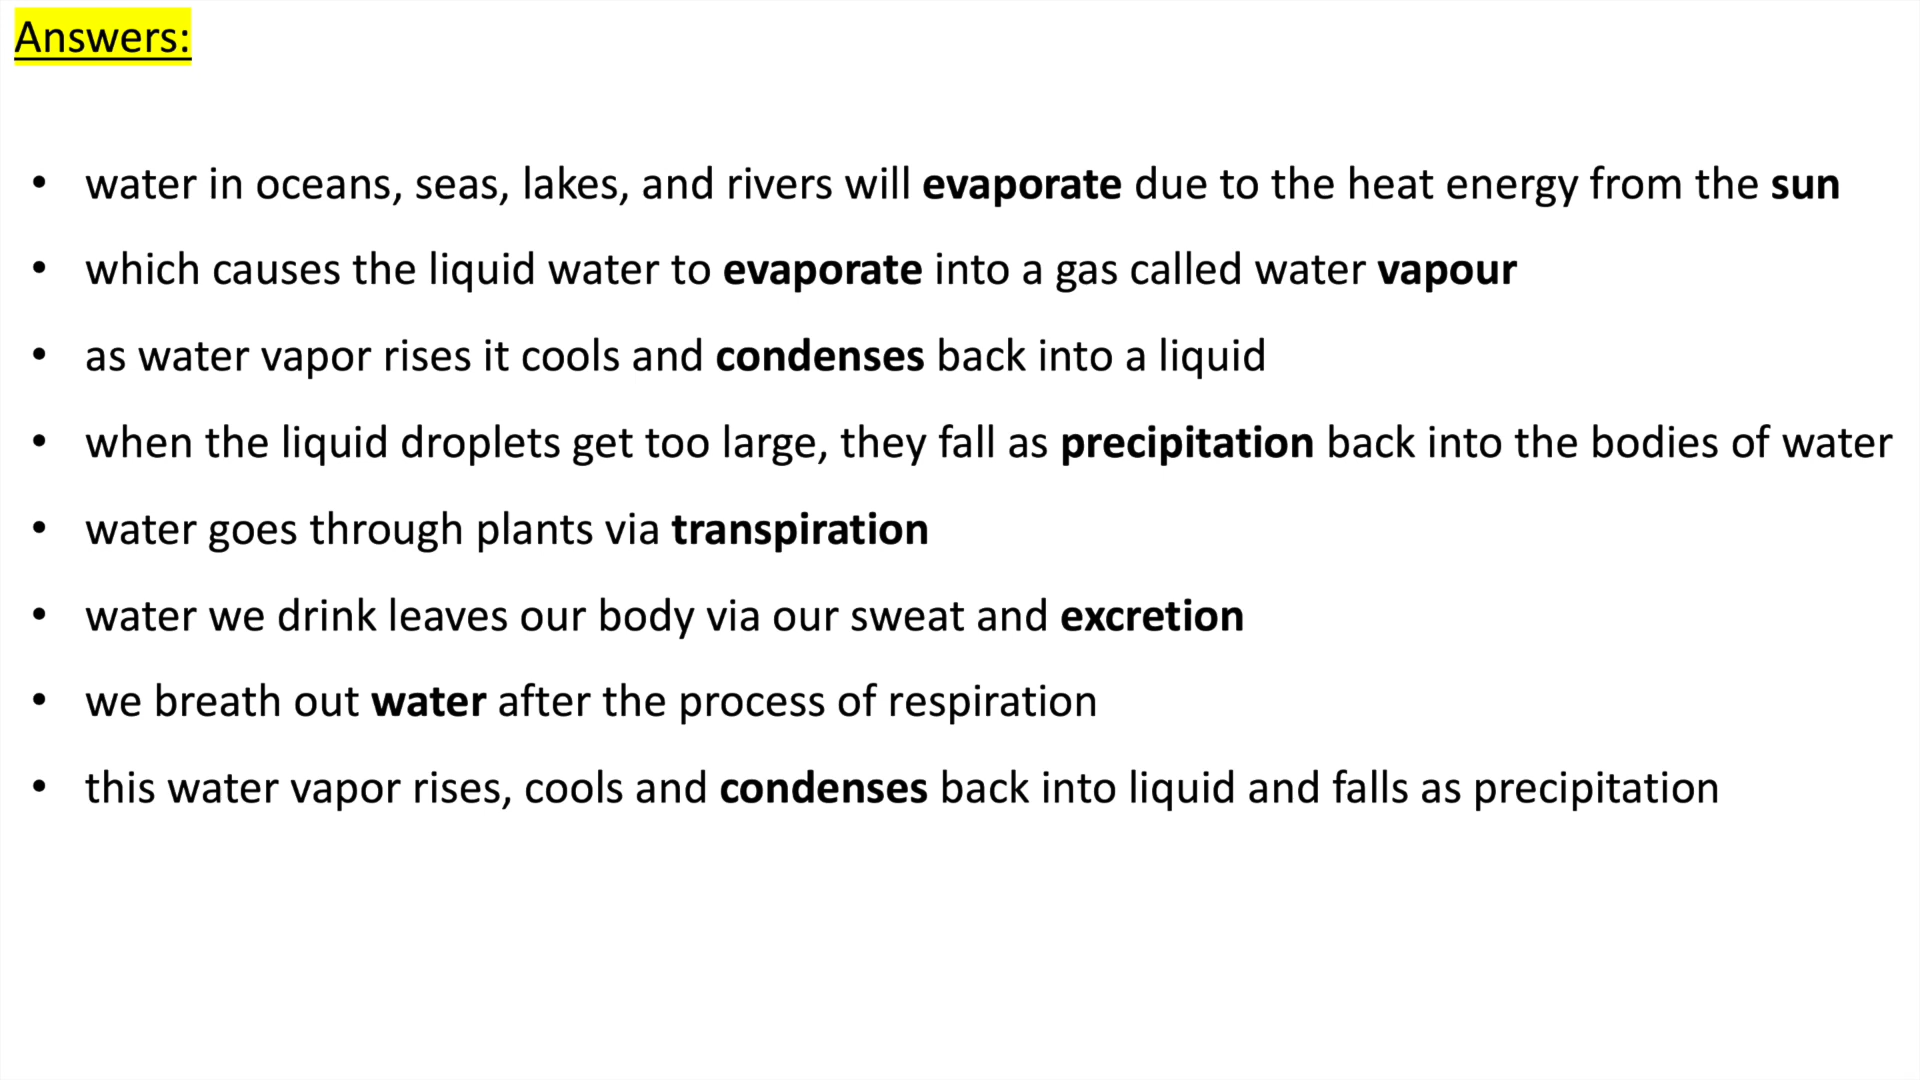 Answers:
• water in oceans, seas, lakes, and rivers will evaporate due to the heat energy from the sun
• which causes the liquid water to evaporate into a gas called water vapour
• as water vapor rises it cools and condenses back into a liquid
• when the liquid droplets get too large, they fall as precipitation back into the bodies of water
• water goes through plants via transpiration
• water we drink leaves our body via our sweat and excretion
• we breath out water after the process of respiration
• this water vapor rises, cools and condenses back into liquid and falls as precipitation